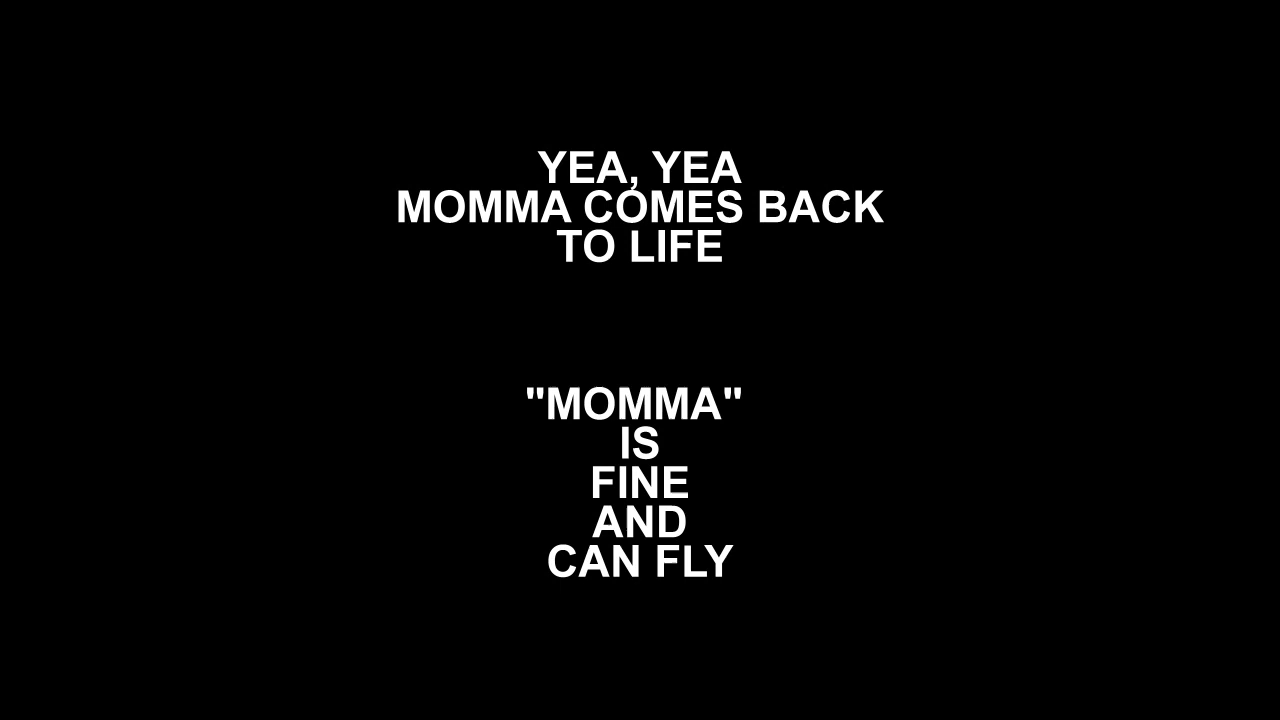 YEA, YEA
MOMMA COMES BACK
TO LIFE
"MOMMA"
IS
FINE
AND
CAN FLY